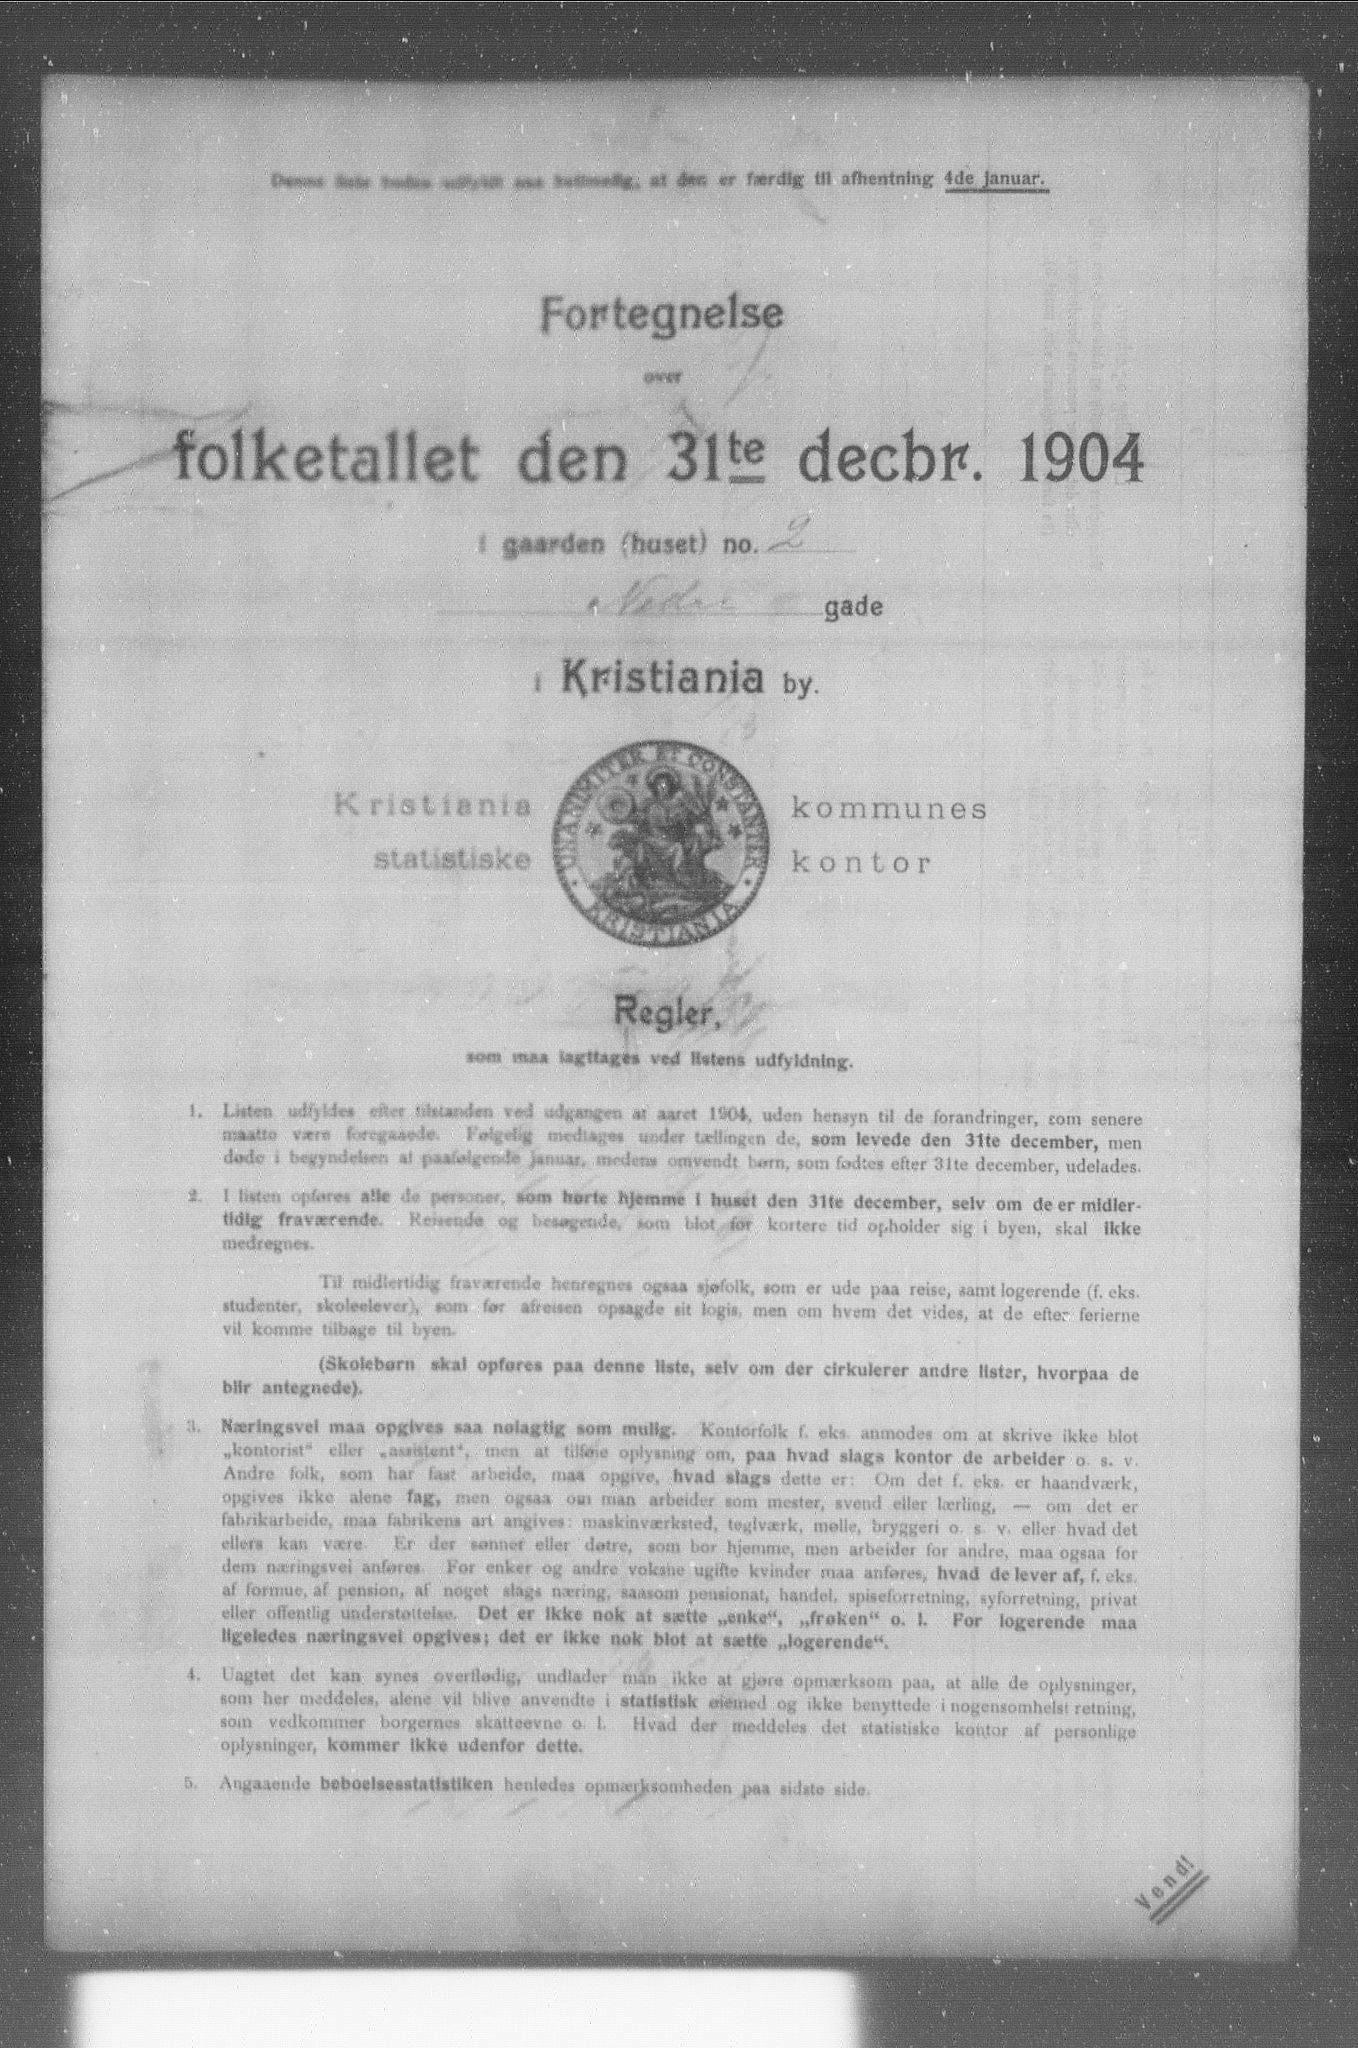 Denne liste bedes udfyldt saa betimelig, at den er færdig til afhentning 4de januar.
Fortegnelse
over
folketallet den 31te decbr. 1904
i gaarden (huset) no. 2
Nedre gade
i Kristiania by.
Kristiania kommunes
statistiske kontor
UNANIMITER ET CONSTANTER
KRISTIANIA
Regler,
som maa iagttages ved listens udfyldning.
1. Listen udfyldes efter tilstanden ved udgangen af aaret 1904, uden hensyn til de forandringer, som senere
maatte være foregaaede. Følgelig medtages under tællingen de, som levede den 31te december, men
døde i begyndelsen af paafølgende januar, medens omvendt børn, som fødtes efter 31te december, udelades.
2. I listen opføres alle de personer, som hørte hjemme i huset den 31te december, selv om de er midler-
tidig fraværende. Reisende og besøgende, som blot for kortere tid opholder sig i byen, skal ikke
medregnes.
Til midlertidig fraværende henregnes ogsaa sjøfolk, som er ude paa reise, samt logerende (f. eks.
studenter, skoleelever), som før afreisen opsagde sit logis, men om hvem det vides, at de efter ferierne
vil komme tilbage til byen.
(Skolebørn skal opføres paa denne liste, selv om der cirkulerer andre lister, hvorpaa de
blir antegnede).
3. Næringsvei maa opgives saa nøiagtig som mulig. Kontorfolk f. eks. anmodes om at skrive ikke blot
„kontorist“ eller „assistent“, men at tilføie oplysning om, paa hvad slags kontor de arbeider o. s. v.
Andre folk, som har fast arbeide, maa opgive, hvad slags dette er: Om det f. eks. er haandværk,
opgives ikke alene fag, men ogsaa om man arbeider som mester, svend eller lærling, — om det er
fabrikarbeide, maa fabrikens art angives: maskinværksted, teglværk, mølle, bryggeri o. s. v. eller hvad det
ellers kan være. Er der sønner eller døtre, som bor hjemme, men arbeider for andre, maa ogsaa for
dem næringsvei anføres. For enker og andre voksne ugifte kvinder maa anføres, hvad de lever af, f. eks.
af formue, af pension, af noget slags næring, saasom pensionat, handel, spiseforretning, syforretning, privat
eller offentlig understøttelse. Det er ikke nok at sætte „enke“, „frøken“ o. l. For logerende maa
ligeledes næringsvei opgives; det er ikke nok blot at sætte „logerende“.
4. Uagtet det kan synes overflødig, undlader man ikke at gjøre opmærksom paa, at alle de oplysninger,
som her meddeles, alene vil blive anvendte i statistisk øiemed og ikke benyttede i nogensomhelst retning,
som vedkommer borgernes skatteevne o. l. Hvad der meddeles det statistiske kontor af personlige
oplysninger, kommer ikke udenfor dette.
5. Angaaende beboelsesstatistiken henledes opmærksomheden paa sidste side.
Vend!